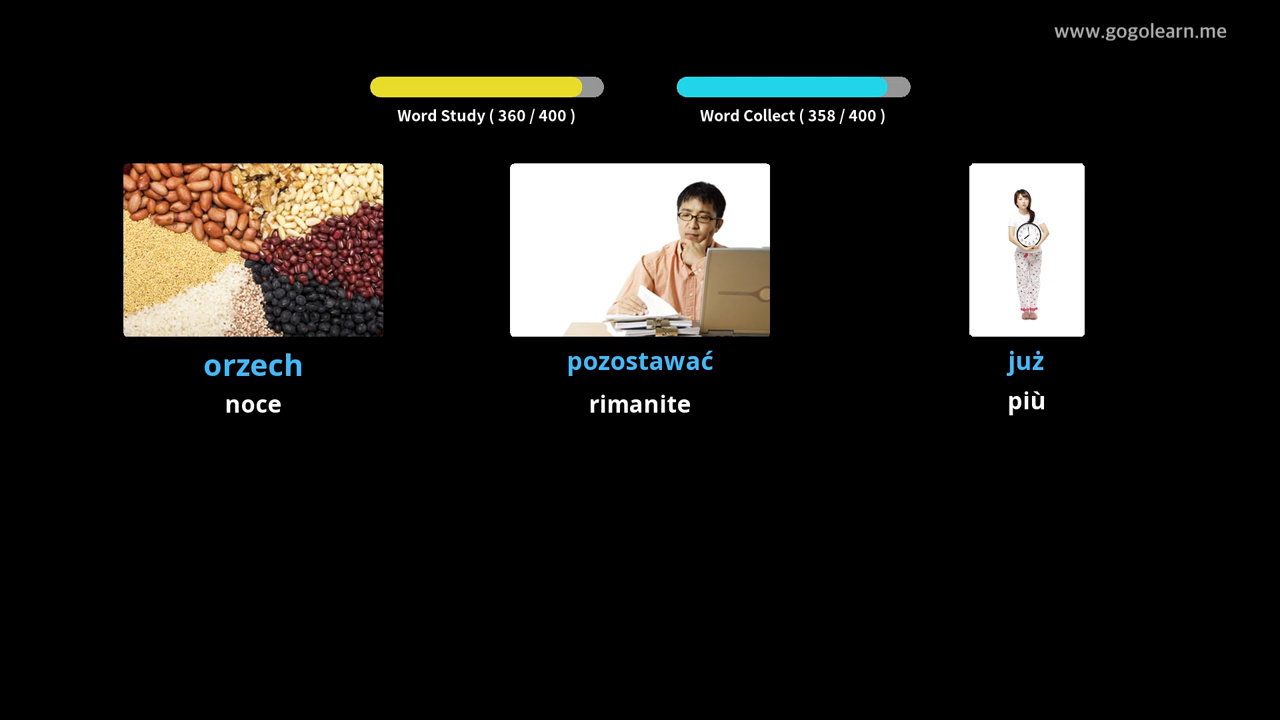 www.gogolearn.me
Word Study ( 360 / 400 )
Word Collect ( 358 / 400 )
orzech
pozostawać
już
noce
rimanite
più